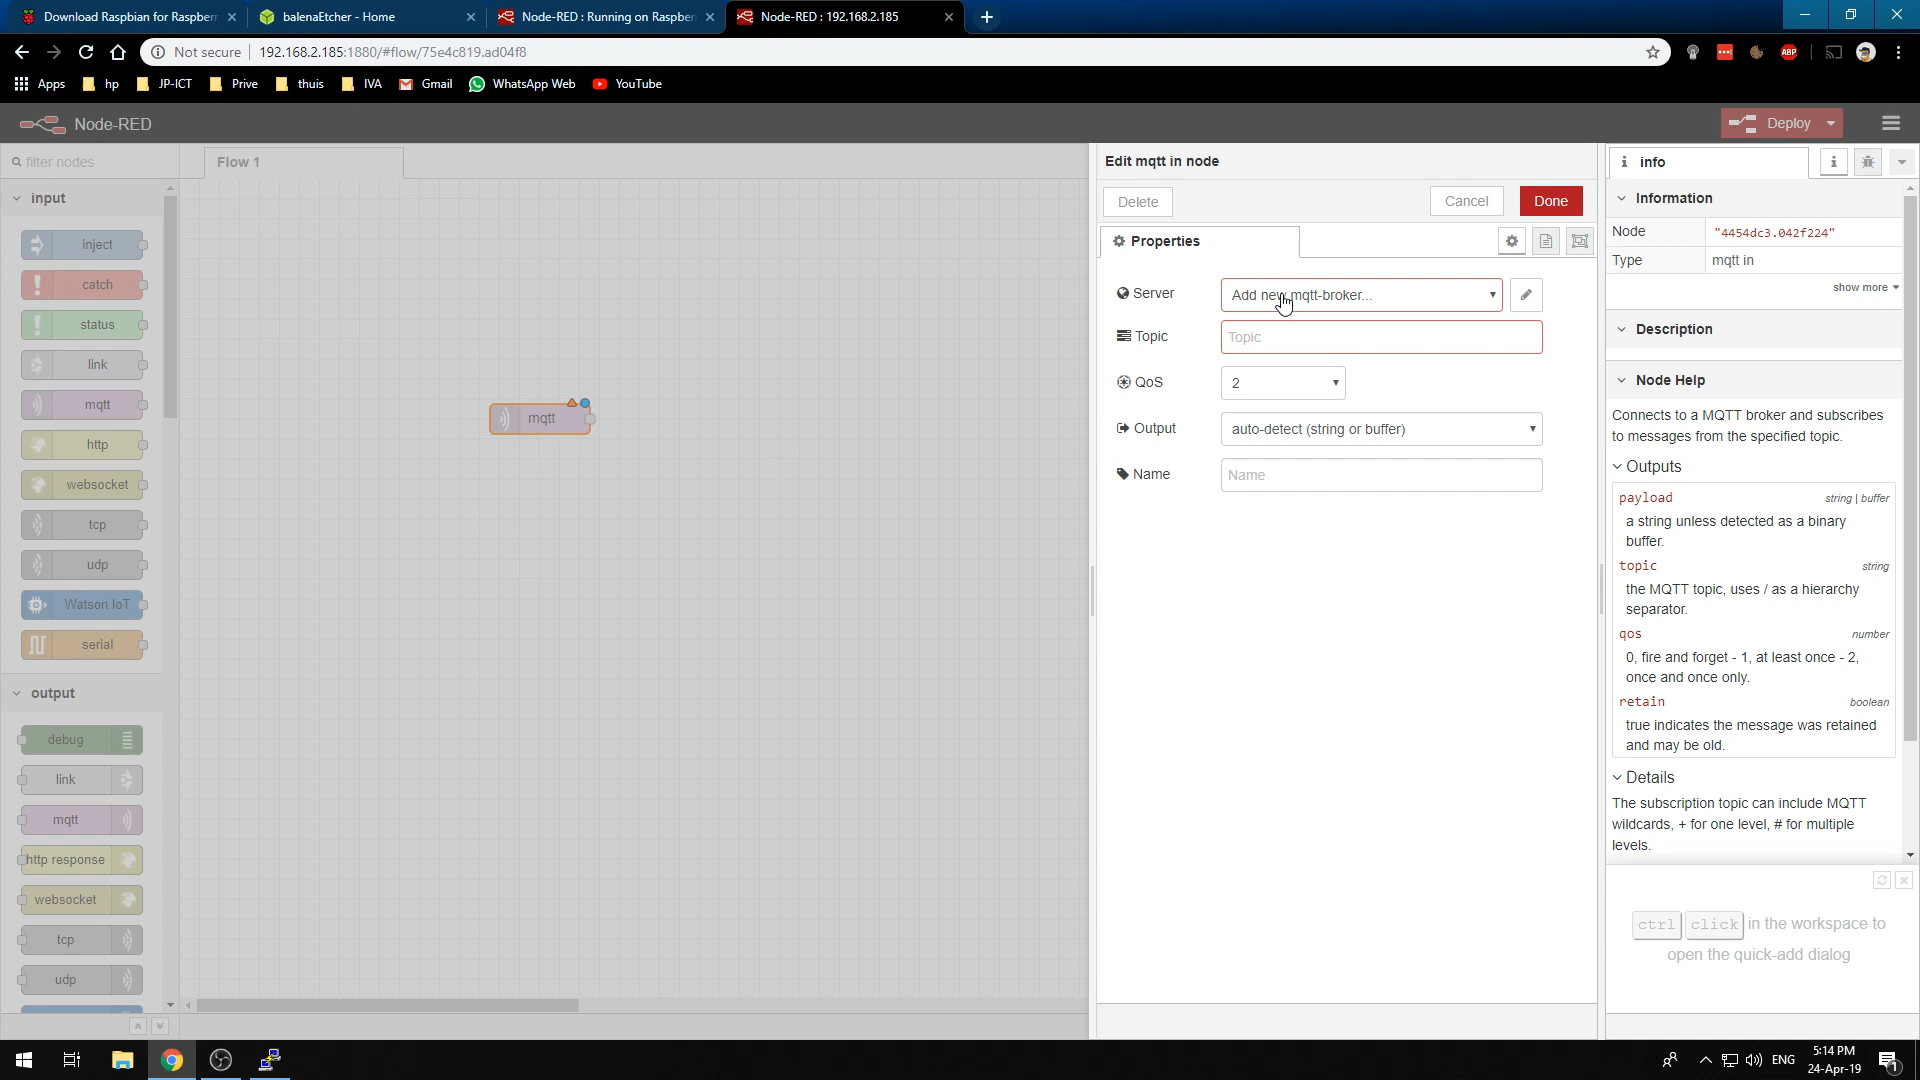 Download Raspbian for Raspber
balenaEtcher - Home
Node-RED : Running on Raspber
Node-RED : 192.168.2.185
Not secure
192.168.2.185:1880/#flow/75e4c819.ad04f8
ABP
Apps
hp
JP-ICT
Prive
thuis
IVA
Gmail
WhatsApp Web
YouTube
Node-RED
Deploy
filter nodes
Flow 1
input
inject
catch
status
link
mqtt
http
websocket
tcp
udp
Watson IoT
serial
output
debug
link
mqtt
http response
websocket
tcp
udp
mqtt
Edit mqtt in node
Delete
Cancel
Done
Properties
Server
Add new mqtt-broker...
Topic
Topic
QoS
2
Output
auto-detect (string or buffer)
Name
Name
info
Information
Node
"4454dc3.042f224"
Type
mqtt in
show more
Description
Node Help
Connects to a MQTT broker and subscribes
to messages from the specified topic.
Outputs
payload
string | buffer
a string unless detected as a binary
buffer.
topic
string
the MQTT topic, uses / as a hierarchy
separator.
qos
number
0, fire and forget - 1, at least once - 2,
once and once only.
retain
boolean
true indicates the message was retained
and may be old.
Details
The subscription topic can include MQTT
wildcards, + for one level, # for multiple
levels.
ctrl click in the workspace to
open the quick-add dialog
ENG
5:14 PM
24-Apr-19
1